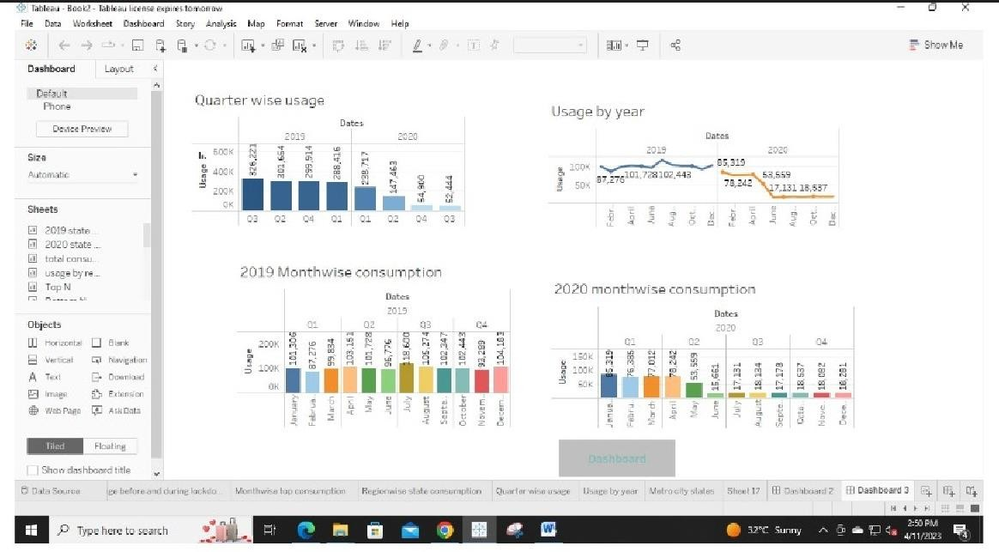 Tableau - Book2 - Tableau license expires tomorrow
File Data Worksheet Dashboard Story Analysis Map Format Server Window Help
Show Me
Dashboard Layout
Default
Phone
Device Preview
Size
Automatic
Sheets
2019 state ...
2020 state ...
total consu...
usage by re...
Top N
Objects
Horizontal Blank
Vertical Navigation
Text Download
Image Extension
Web Page Ask Data
Tiled Floating
Show dashboard title
Quarter wise usage
Dates
2019 2020
Usage
600K
400K
200K
0K
326,221 301,654 299,914 288,416 238,717 147,463 54,900 52,444
Q3 Q2 Q4 Q1 Q1 Q2 Q4 Q3
Usage by year
Dates
2019 2020
Usage
100K
50K
87,276 101,728 102,443 85,319 78,242 53,559 17,131 18,537
Febr.. April June Aug.. Oct.. Dec.. Febr.. April June Aug.. Oct.. Dec..
2019 Monthwise consumption
Dates
2019
Q1 Q2 Q3 Q4
Usage
200K
100K
0K
101,306 87,276 99,834 103,151 101,728 96,776 118,600 105,274 102,347 102,443 93,289 104,183
January Februa.. March April May June July August Septe.. October Novem.. Decem..
2020 monthwise consumption
Dates
2020
Q1 Q2 Q3 Q4
Usage
150K
100K
50K
85,319 76,385 77,012 78,242 53,559 15,661 17,131 18,134 17,178 18,537 18,082 18,281
Janua.. Febru.. March April May June July August Septe.. Octo.. Nove.. Dece..
Dashboard
Data Source ge before and during lockdo... Monthwise top consumption Regionwise state consumption Quarter wise usage Usage by year Metro city states Sheet 17 Dashboard 2 Dashboard 3
Type here to search
32°C Sunny
2:50 PM
4/11/2023
4